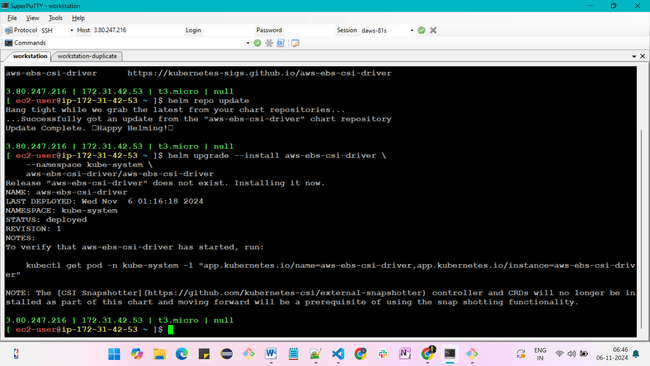 SuperPuTTY - workstation
File View Tools Help
Protocol SSH Host 3.80.247.216 Login Password Session daws-81s
Commands
workstation workstation-duplicate
aws-ebs-csi-driver https://kubernetes-sigs.github.io/aws-ebs-csi-driver
3.80.247.216 | 172.31.42.53 | t3.micro | null
[ ec2-user@ip-172-31-42-53 ~ ]$ helm repo update
Hang tight while we grab the latest from your chart repositories...
...Successfully got an update from the "aws-ebs-csi-driver" chart repository
Update Complete. ⎈Happy Helming!⎈
3.80.247.216 | 172.31.42.53 | t3.micro | null
[ ec2-user@ip-172-31-42-53 ~ ]$ helm upgrade --install aws-ebs-csi-driver \
--namespace kube-system \
aws-ebs-csi-driver/aws-ebs-csi-driver
Release "aws-ebs-csi-driver" does not exist. Installing it now.
NAME: aws-ebs-csi-driver
LAST DEPLOYED: Wed Nov 6 01:16:18 2024
NAMESPACE: kube-system
STATUS: deployed
REVISION: 1
NOTES:
To verify that aws-ebs-csi-driver has started, run:
kubectl get pod -n kube-system -l "app.kubernetes.io/name=aws-ebs-csi-driver,app.kubernetes.io/instance=aws-ebs-csi-driv
er"
NOTE: The [CSI Snapshotter](https://github.com/kubernetes-csi/external-snapshotter) controller and CRDs will no longer be in
stalled as part of this chart and moving forward will be a prerequisite of using the snap shotting functionality.
3.80.247.216 | 172.31.42.53 | t3.micro | null
[ ec2-user@ip-172-31-42-53 ~ ]$
ENG
IN
06:46
06-11-2024